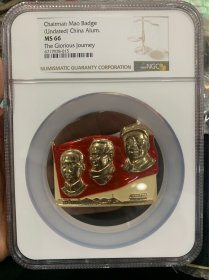 Chairman Mao Badge
(Undated) China Alum.
MS 66
The Glorious Journey
NUMISMATIC GUARANTY CORPORATION
NGC